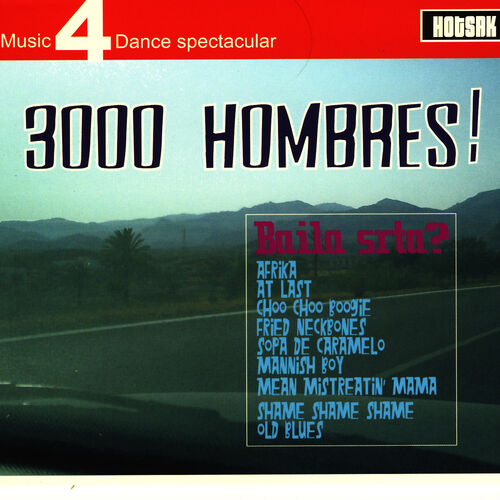 Music 4 Dance spectacular
HOTSAK
3000 HOMBRES!
Baila srta?
AFRIKA
AT LAST
CHOO CHOO BOOGIE
FRIED NECKBONES
SOPA DE CARAMELO
MANNISH BOY
MEAN MISTREATIN' MAMA
SHAME SHAME SHAME
OLD BLUES